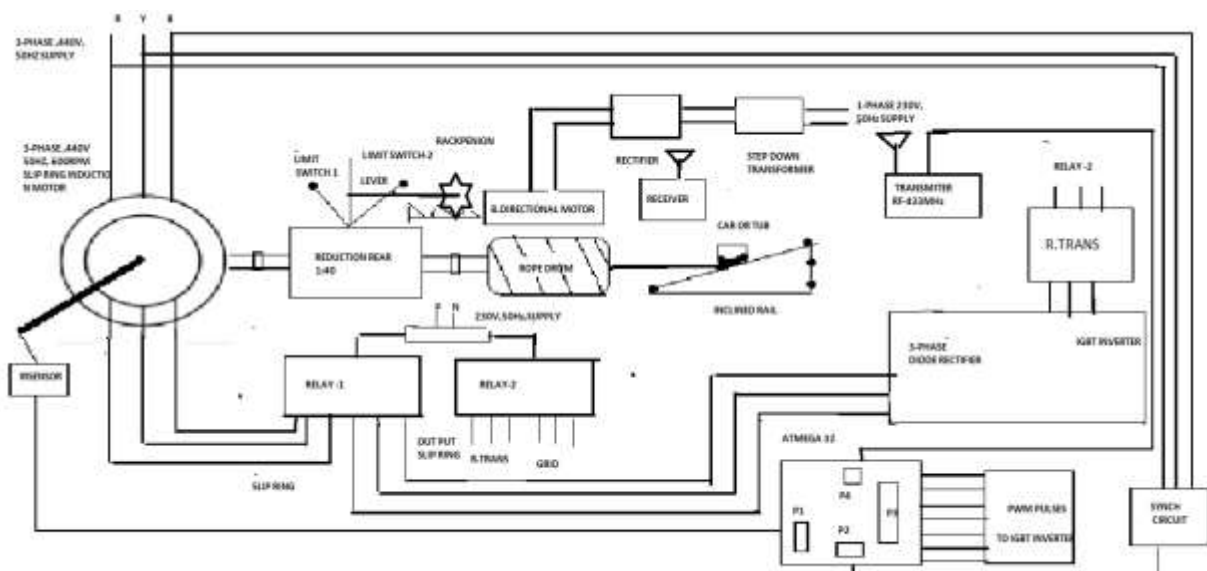 R Y B
3-PHASE ,440V,
50HZ SUPPLY
3-PHASE,440V
50HZ, 600RPM
SLIP RING INDUCTIO
N MOTOR
LIMIT
SWITCH 1
LIMIT SWITCH-2
LEVER
RACKPENION
RECTIFIER
STEP DOWN
TRANSFORMER
1-PHASE 230V,
50Hz SUPPLY
B.DIRECTIONAL MOTOR
RECEIVER
TRANSMITER
RF-433MHz
RELAY -2
R.TRANS
REDUCTION REAR
1:40
ROPE DRUM
CAB OR TUB
INCLINED RAIL
P N
230V,50Hz,SUPPLY
IRSENSOR
RELAY -1
RELAY-2
3-PHASE
DIODE RECTIFIER
IGBT INVERTER
OUT PUT
SLIP RING
R.TRANS
GRID
SLIP RING
ATMEGA 32
P4
P1
P3
P2
PWM PULSES
TO IGBT INVERTER
SYNCH
CIRCUIT